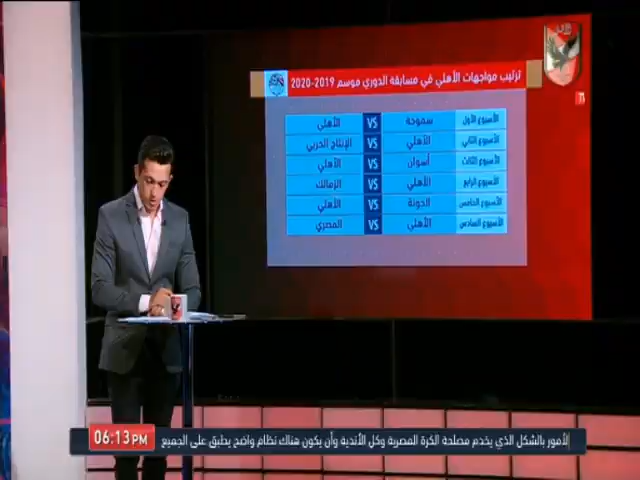 ترتيب مواجهات الأهلي في مسابقة الدوري موسم 2019-2020
الأسبوع الأول سموحة VS الأهلي
الأسبوع الثاني الأهلي VS الإنتاج الحربي
الأسبوع الثالث أسوان VS الأهلي
الأسبوع الرابع الأهلي VS الزمالك
الأسبوع الخامس الجونة VS الأهلي
الأسبوع السادس الأهلي VS المصري
06:13 PM
لأمور بالشكل الذي يخدم مصلحة الكرة المصرية وكل الأندية وأن يكون هناك نظام واضح يطبق على الجميع